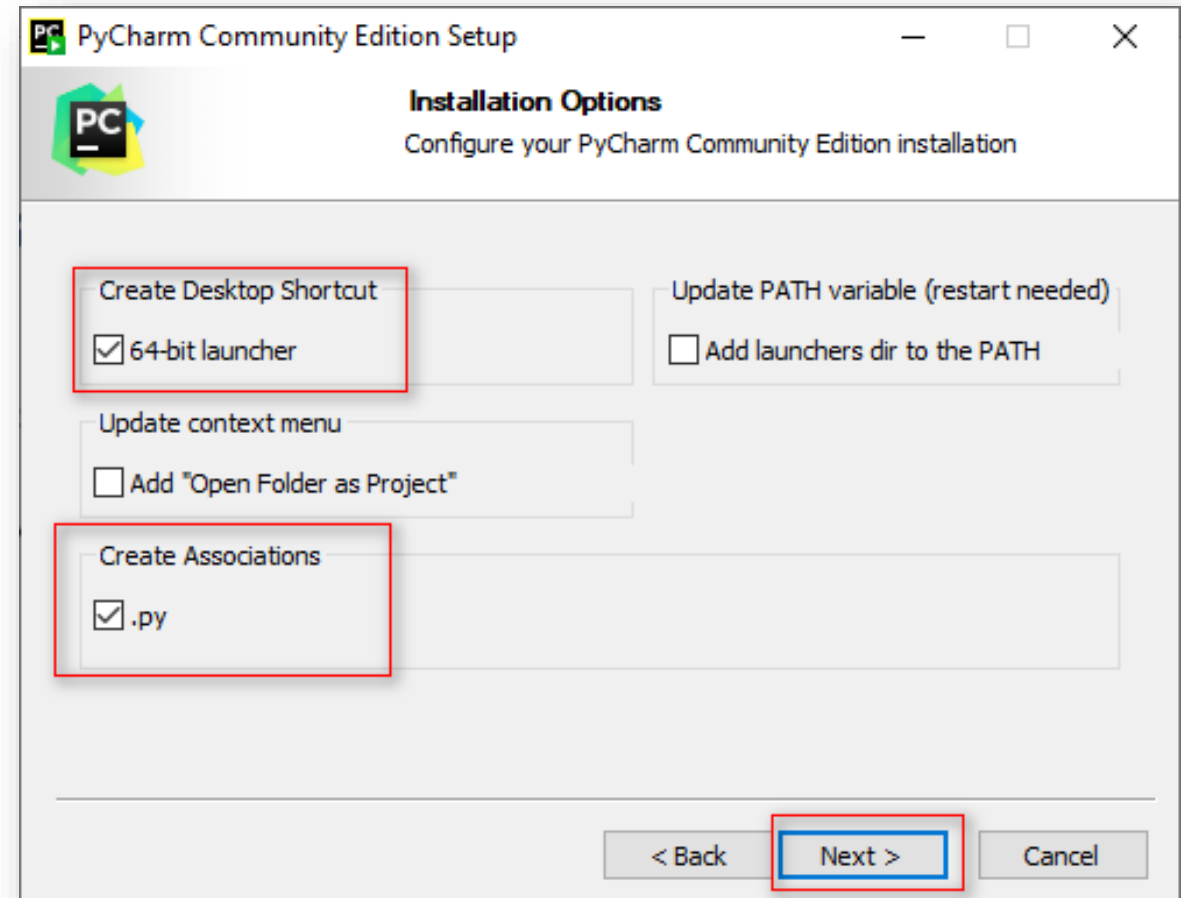 PC PyCharm Community Edition Setup
PC
Installation Options
Configure your PyCharm Community Edition installation
Create Desktop Shortcut
64-bit launcher
Update PATH variable (restart needed)
Add launchers dir to the PATH
Update context menu
Add "Open Folder as Project"
Create Associations
.py
< Back
Next >
Cancel